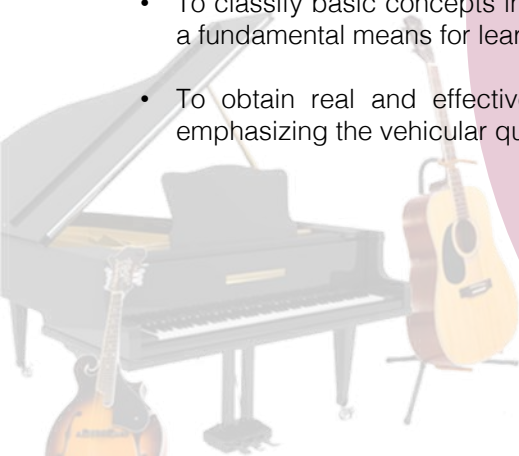 • To classify basic concepts in
a fundamental means for lear
• To obtain real and effective
emphasizing the vehicular qu